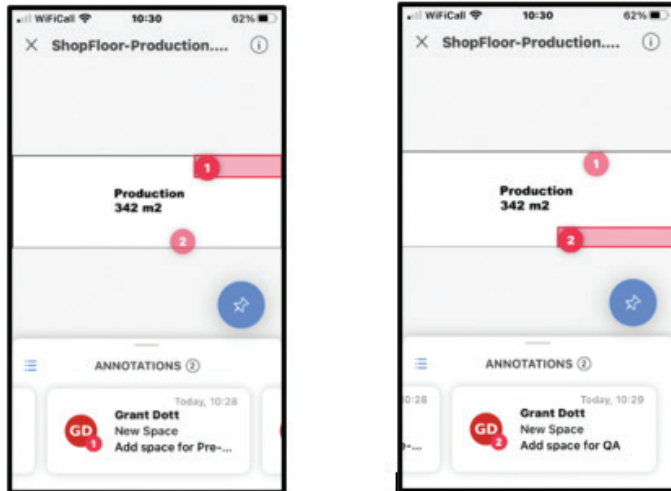 WiFiCall 10:30 62%
ShopFloor-Production....
1
Production
342 m2
2
ANNOTATIONS 2
Today, 10:28
Grant Dott
GD
New Space
1
Add space for Pre-...
WiFiCall 10:30 62%
ShopFloor-Production....
1
Production
342 m2
2
ANNOTATIONS 2
0:28
Today, 10:29
Grant Dott
GD
New Space
2
e-...
Add space for QA